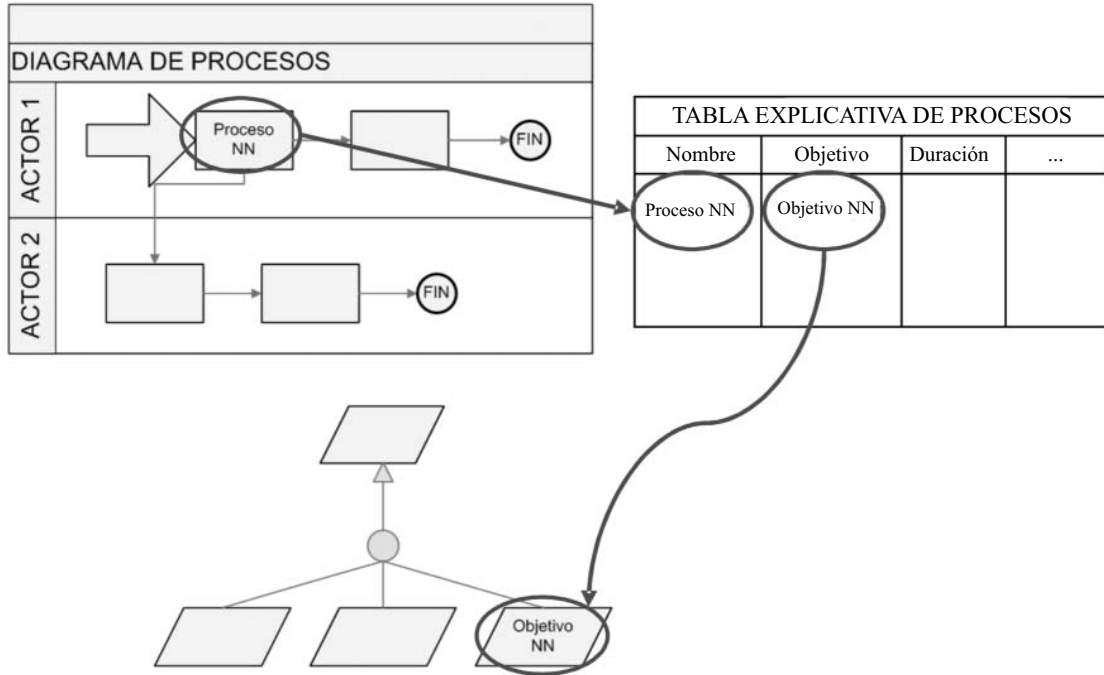 DIAGRAMA DE PROCESOS
ACTOR 1
Proceso
NN
FIN
ACTOR 2
FIN
TABLA EXPLICATIVA DE PROCESOS
Nombre Objetivo Duración ...
Proceso NN Objetivo NN
Objetivo
NN